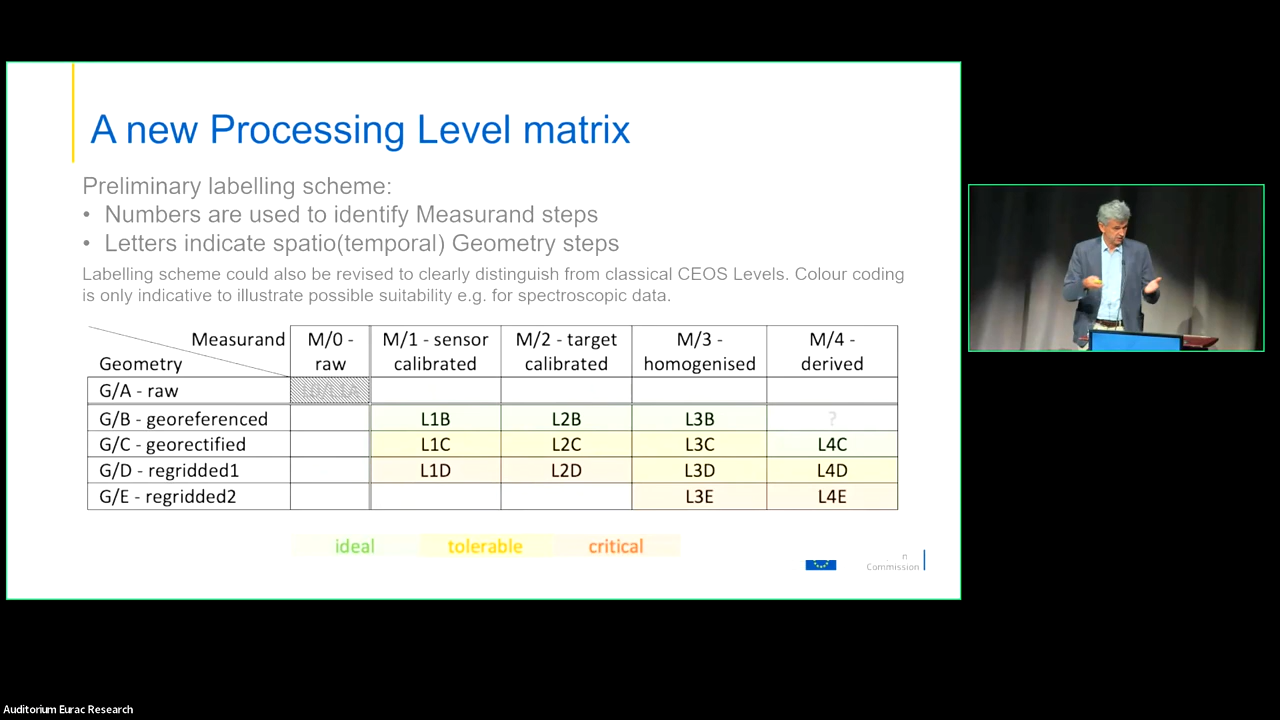 A new Processing Level matrix
Preliminary labelling scheme:
• Numbers are used to identify Measurand steps
• Letters indicate spatio(temporal) Geometry steps
Labelling scheme could also be revised to clearly distinguish from classical CEOS Levels. Colour coding
is only indicative to illustrate possible suitability e.g. for spectroscopic data.
Measurand M/0 - M/1 - sensor M/2 - target M/3 - M/4 -
Geometry raw calibrated calibrated homogenised derived
G/A - raw
G/B - georeferenced L1B L2B L3B ?
G/C - georectified L1C L2C L3C L4C
G/D - regridded1 L1D L2D L3D L4D
G/E - regridded2 L3E L4E
ideal tolerable critical
n
Commission
Auditorium Eurac Research